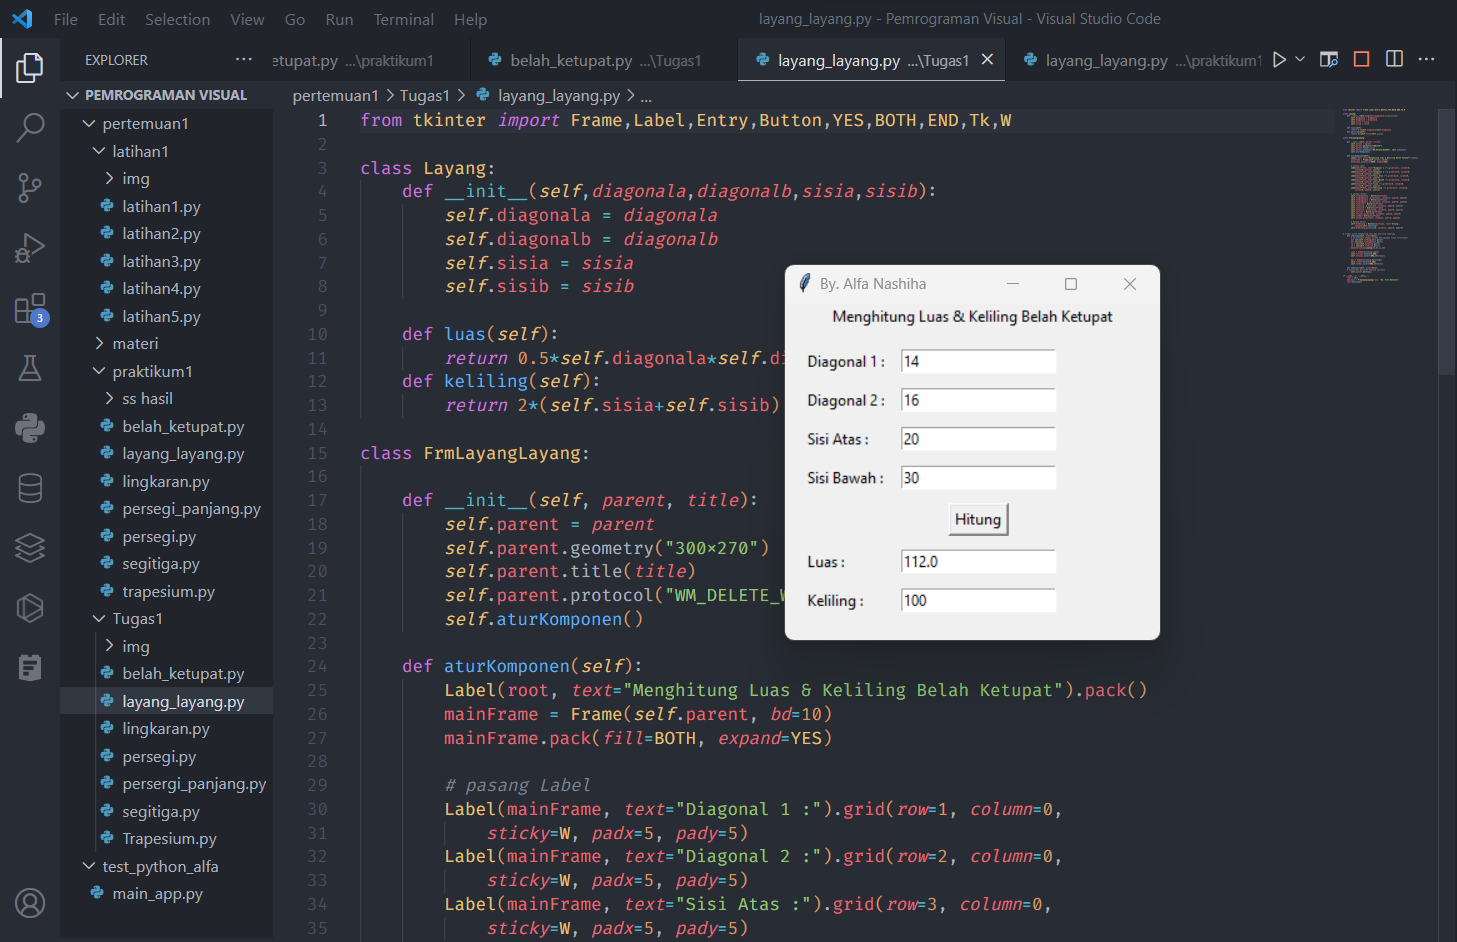 File Edit Selection View Go Run Terminal Help
layang_layang.py - Pemrograman Visual - Visual Studio Code
EXPLORER
etupat.py ...\praktikum1
belah_ketupat.py ...\Tugas1
layang_layang.py ...\Tugas1
layang_layang.py ...\praktikum1
PEMROGRAMAN VISUAL
pertemuan1
latihan1
img
latihan1.py
latihan2.py
latihan3.py
latihan4.py
latihan5.py
materi
praktikum1
ss hasil
belah_ketupat.py
layang_layang.py
lingkaran.py
persegi_panjang.py
persegi.py
segitiga.py
trapesium.py
Tugas1
img
belah_ketupat.py
layang_layang.py
lingkaran.py
persegi.py
persergi_panjang.py
segitiga.py
Trapesium.py
test_python_alfa
main_app.py
3
pertemuan1 > Tugas1 > layang_layang.py > ...
1 from tkinter import Frame,Label,Entry,Button,YES,BOTH,END,Tk,W
2
3 class Layang:
4 def __init__(self,diagonala,diagonalb,sisia,sisib):
5 self.diagonala = diagonala
6 self.diagonalb = diagonalb
7 self.sisia = sisia
8 self.sisib = sisib
9
10 def luas(self):
11 return 0.5*self.diagonala*self.di
12 def keliling(self):
13 return 2*(self.sisia+self.sisib)
14
15 class FrmLayangLayang:
16
17 def __init__(self, parent, title):
18 self.parent = parent
19 self.parent.geometry("300×270")
20 self.parent.title(title)
21 self.parent.protocol("WM_DELETE_W
22 self.aturKomponen()
23
24 def aturKomponen(self):
25 Label(root, text="Menghitung Luas & Keliling Belah Ketupat").pack()
26 mainFrame = Frame(self.parent, bd=10)
27 mainFrame.pack(fill=BOTH, expand=YES)
28
29 # pasang Label
30 Label(mainFrame, text="Diagonal 1 :").grid(row=1, column=0,
31 sticky=W, padx=5, pady=5)
32 Label(mainFrame, text="Diagonal 2 :").grid(row=2, column=0,
33 sticky=W, padx=5, pady=5)
34 Label(mainFrame, text="Sisi Atas :").grid(row=3, column=0,
35 sticky=W, padx=5, pady=5)
By. Alfa Nashiha
Menghitung Luas & Keliling Belah Ketupat
Diagonal 1 : 14
Diagonal 2 : 16
Sisi Atas : 20
Sisi Bawah : 30
Hitung
Luas : 112.0
Keliling : 100